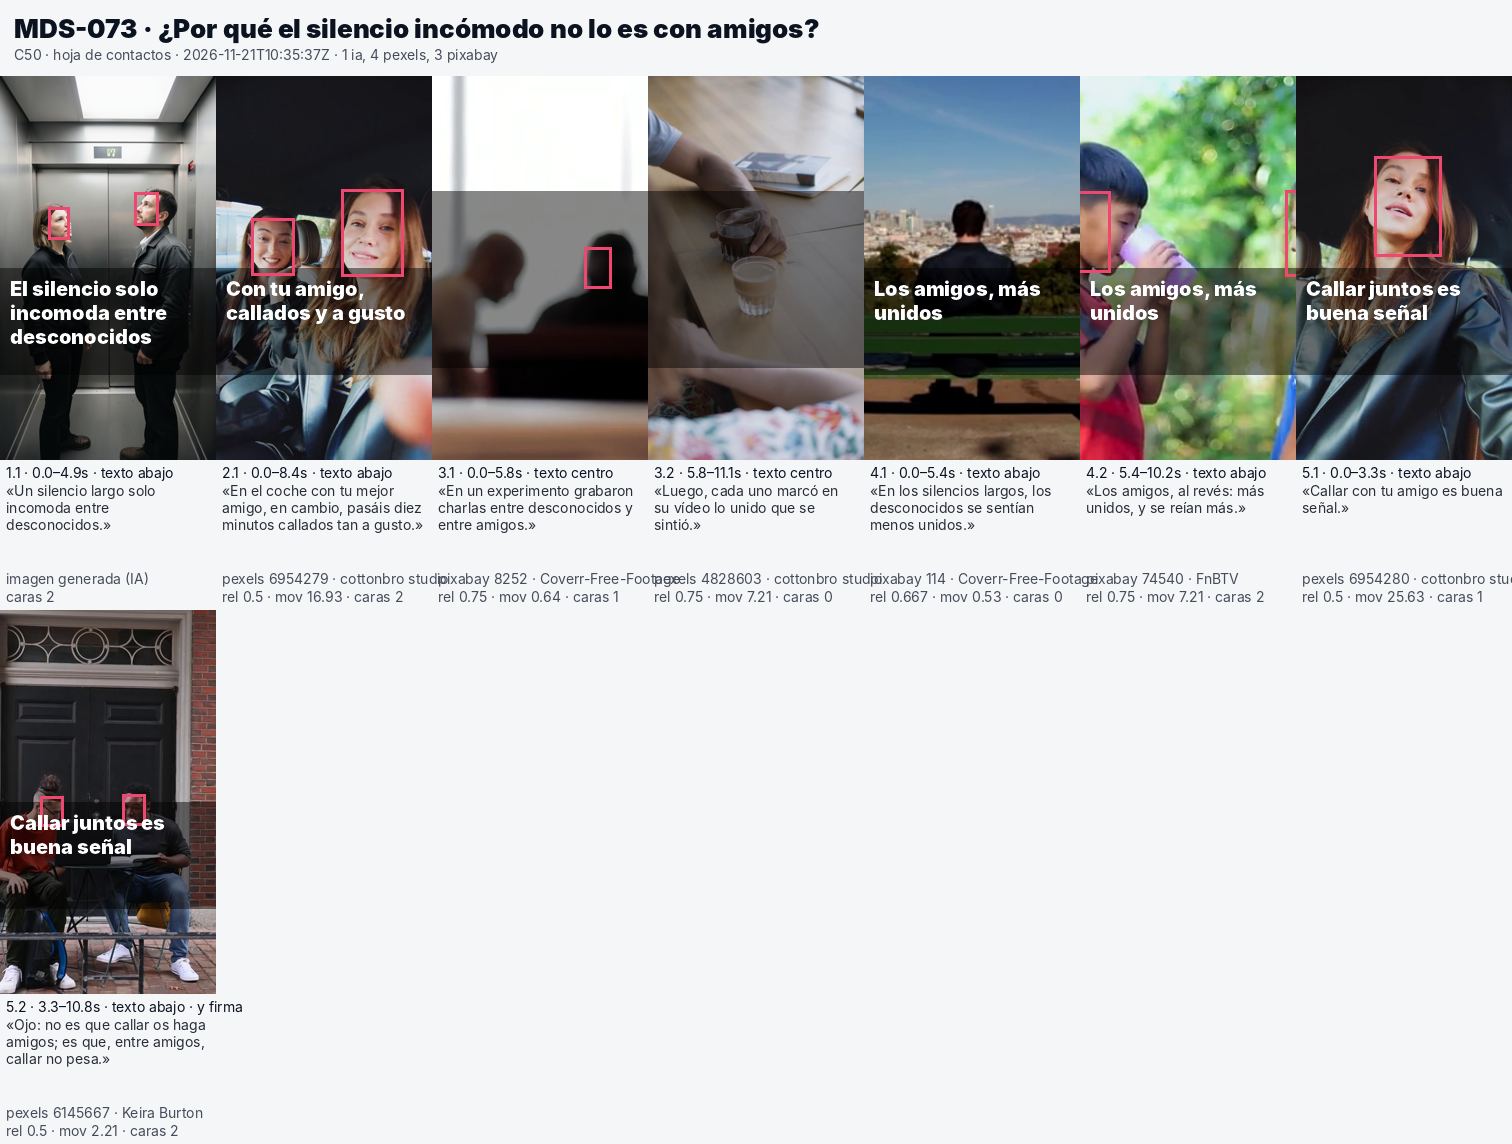 MDS-073 · ¿Por qué el silencio incómodo no lo es con amigos?
C50 · hoja de contactos · 2026-11-21T10:35:37Z · 1 ia, 4 pexels, 3 pixabay
El silencio solo
incomoda entre
desconocidos
1.1 · 0.0–4.9s · texto abajo
«Un silencio largo solo
incomoda entre
desconocidos.»
imagen generada (IA)
caras 2
Con tu amigo,
callados y a gusto
2.1 · 0.0–8.4s · texto abajo
«En el coche con tu mejor
amigo, en cambio, pasáis diez
minutos callados tan a gusto.»
pexels 6954279 · cottonbro studio
rel 0.5 · mov 16.93 · caras 2
3.1 · 0.0–5.8s · texto centro
«En un experimento grabaron
charlas entre desconocidos y
entre amigos.»
pixabay 8252 · Coverr-Free-Footage
rel 0.75 · mov 0.64 · caras 1
3.2 · 5.8–11.1s · texto centro
«Luego, cada uno marcó en
su vídeo lo unido que se
sintió.»
pexels 4828603 · cottonbro studio
rel 0.75 · mov 7.21 · caras 0
Los amigos, más
unidos
4.1 · 0.0–5.4s · texto abajo
«En los silencios largos, los
desconocidos se sentían
menos unidos.»
pixabay 114 · Coverr-Free-Footage
rel 0.667 · mov 0.53 · caras 0
Los amigos, más
unidos
4.2 · 5.4–10.2s · texto abajo
«Los amigos, al revés: más
unidos, y se reían más.»
pixabay 74540 · FnBTV
rel 0.75 · mov 7.21 · caras 2
Callar juntos es
buena señal
5.1 · 0.0–3.3s · texto abajo
«Callar con tu amigo es buena
señal.»
pexels 6954280 · cottonbro
rel 0.5 · mov 25.63 · caras 1
Callar juntos es
buena señal
5.2 · 3.3–10.8s · texto abajo · y firma
«Ojo: no es que callar os haga
amigos; es que, entre amigos,
callar no pesa.»
pexels 6145667 · Keira Burton
rel 0.5 · mov 2.21 · caras 2